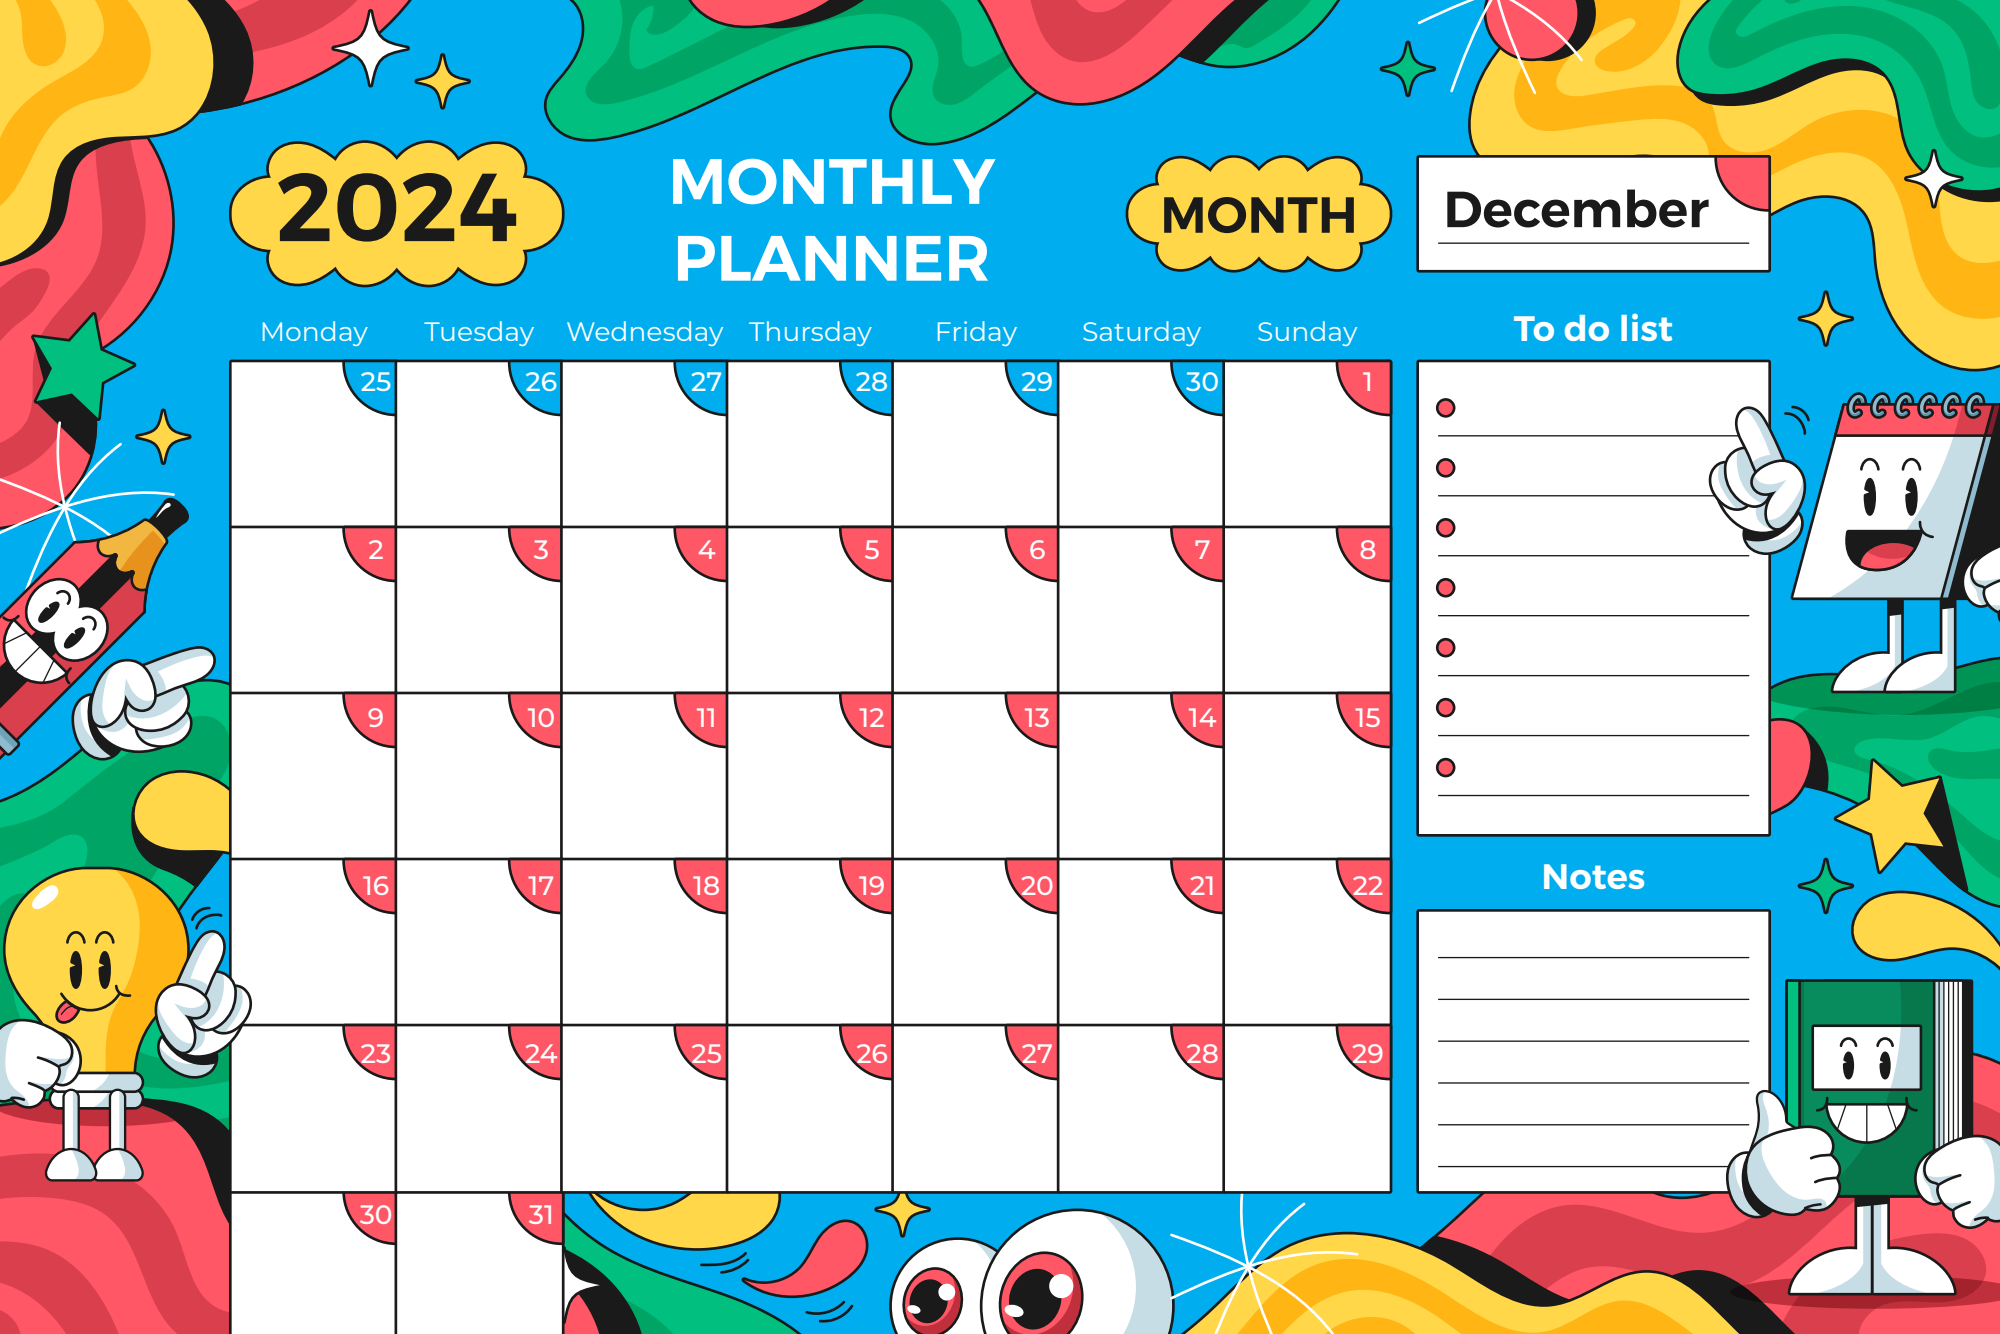 2024
MONTHLY
PLANNER
MONTH
December
Monday Tuesday Wednesday Thursday Friday Saturday Sunday
25 26 27 28 29 30 1
2 3 4 5 6 7 8
9 10 11 12 13 14 15
16 17 18 19 20 21 22
23 24 25 26 27 28 29
30 31
To do list
Notes